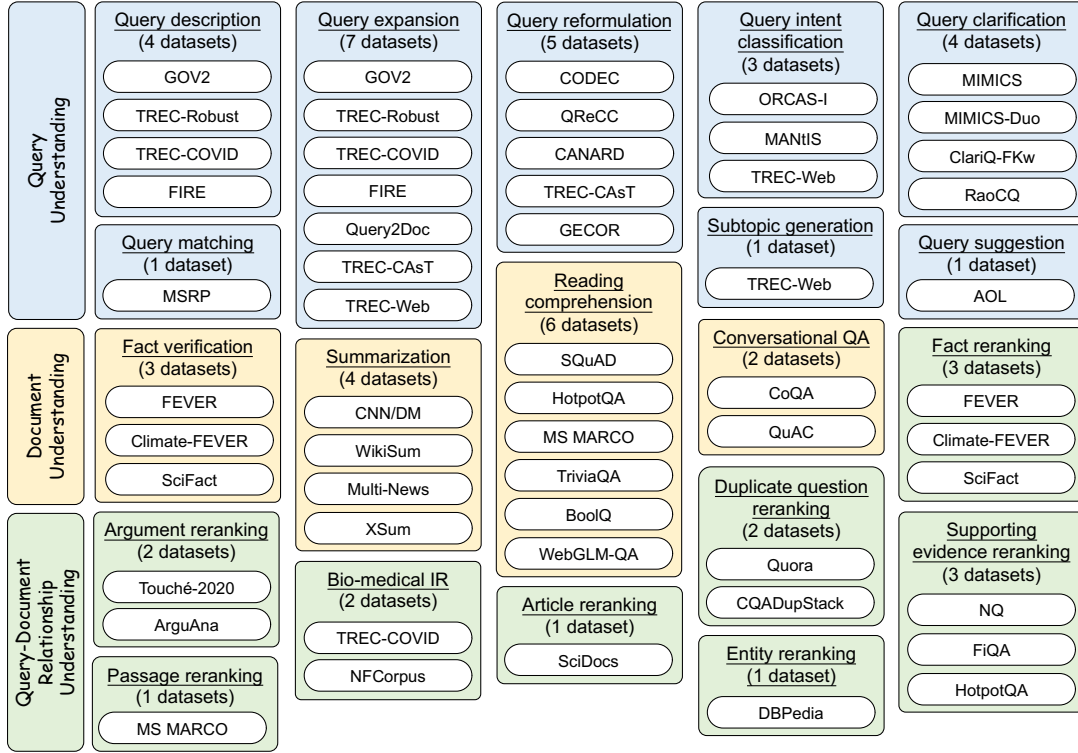 Query
Understanding
Query description
(4 datasets)
GOV2
TREC-Robust
TREC-COVID
FIRE
Query matching
(1 dataset)
MSRP
Query expansion
(7 datasets)
GOV2
TREC-Robust
TREC-COVID
FIRE
Query2Doc
TREC-CAsT
TREC-Web
Query reformulation
(5 datasets)
CODEC
QReCC
CANARD
TREC-CAsT
GECOR
Query intent
classification
(3 datasets)
ORCAS-I
MANtIS
TREC-Web
Subtopic generation
(1 dataset)
TREC-Web
Query clarification
(4 datasets)
MIMICS
MIMICS-Duo
ClariQ-FKw
RaoCQ
Query suggestion
(1 dataset)
AOL
Document
Understanding
Fact verification
(3 datasets)
FEVER
Climate-FEVER
SciFact
Summarization
(4 datasets)
CNN/DM
WikiSum
Multi-News
XSum
Reading
comprehension
(6 datasets)
SQuAD
HotpotQA
MS MARCO
TriviaQA
BoolQ
WebGLM-QA
Conversational QA
(2 datasets)
CoQA
QuAC
Fact reranking
(3 datasets)
FEVER
Climate-FEVER
SciFact
Query-Document
Relationship
Understanding
Argument reranking
(2 datasets)
Touché-2020
ArguAna
Passage reranking
(1 datasets)
MS MARCO
Bio-medical IR
(2 datasets)
TREC-COVID
NFCorpus
Article reranking
(1 dataset)
SciDocs
Duplicate question
reranking
(2 datasets)
Quora
CQADupStack
Entity reranking
(1 dataset)
DBPedia
Supporting
evidence reranking
(3 datasets)
NQ
FiQA
HotpotQA